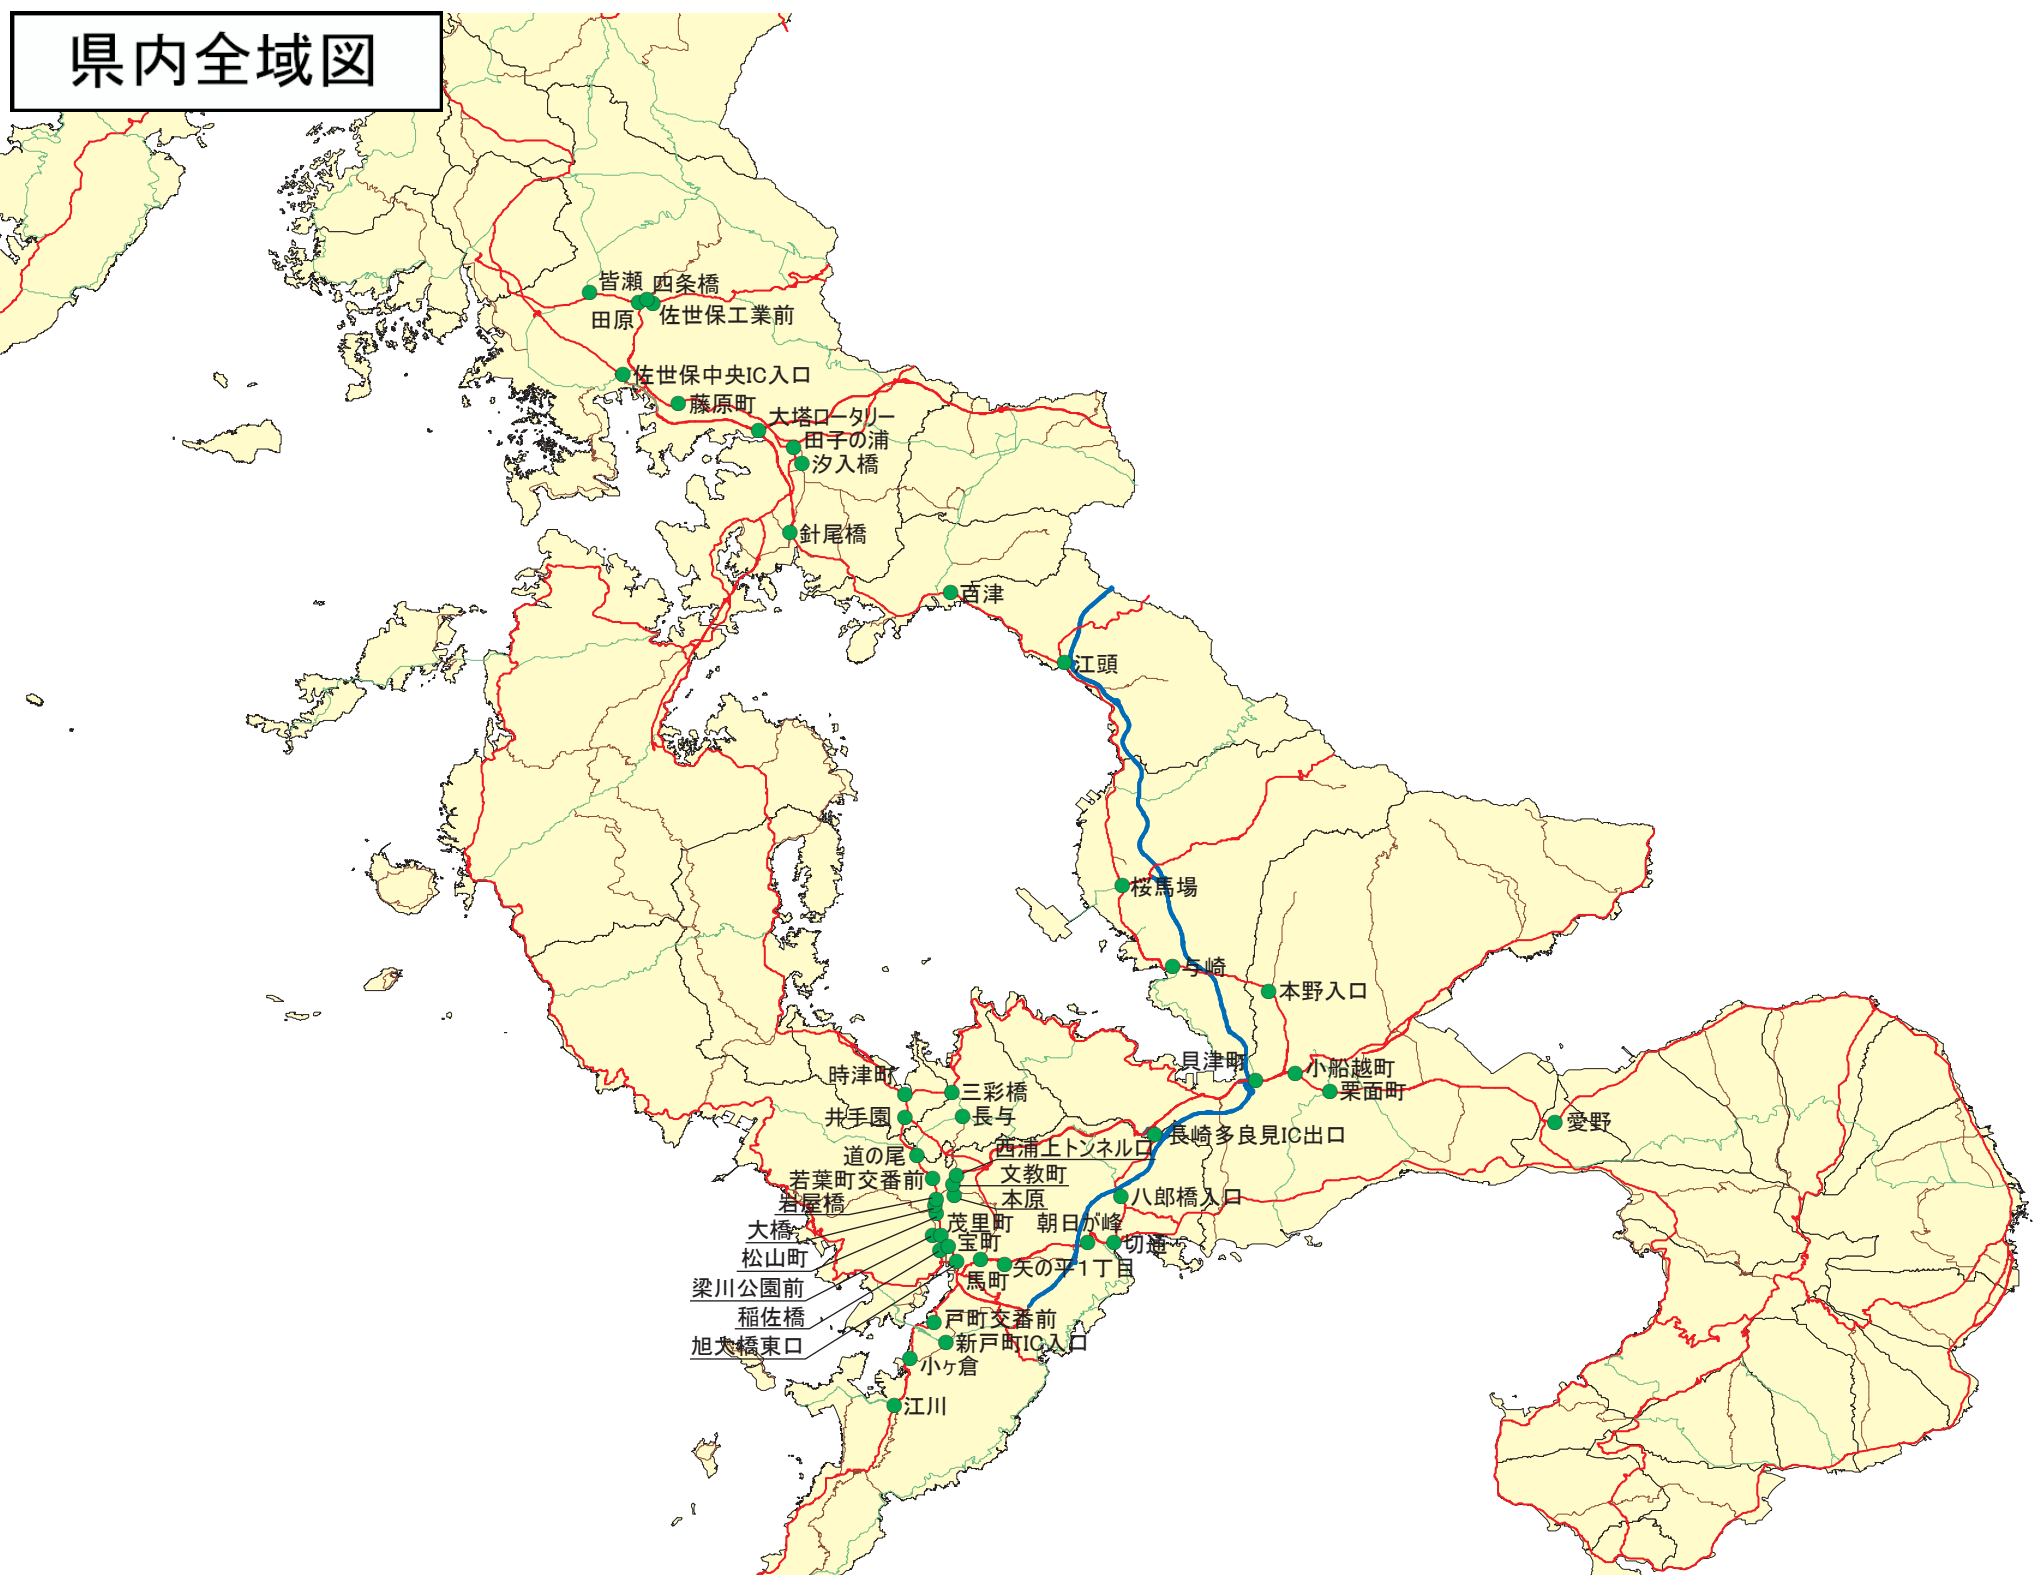 県内全域図
皆瀬
四条橋
田原
佐世保工業前
佐世保中央IC入口
藤原町
大塔ロータリー
田子の浦
汐入橋
針尾橋
百津
江頭
桜馬場
与崎
本野入口
貝津町
小船越町
栗面町
愛野
時津町
三彩橋
井手園
長与
長崎多良見IC出口
道の尾
西浦上トンネル口
若葉町交番前
文教町
岩屋橋
本原
八郎橋入口
大橋
茂里町
朝日が峰
宝町
切通
松山町
矢の平1丁目
馬町
梁川公園前
稲佐橋
戸町交番前
旭大橋東口
新戸町IC入口
小ヶ倉
江川